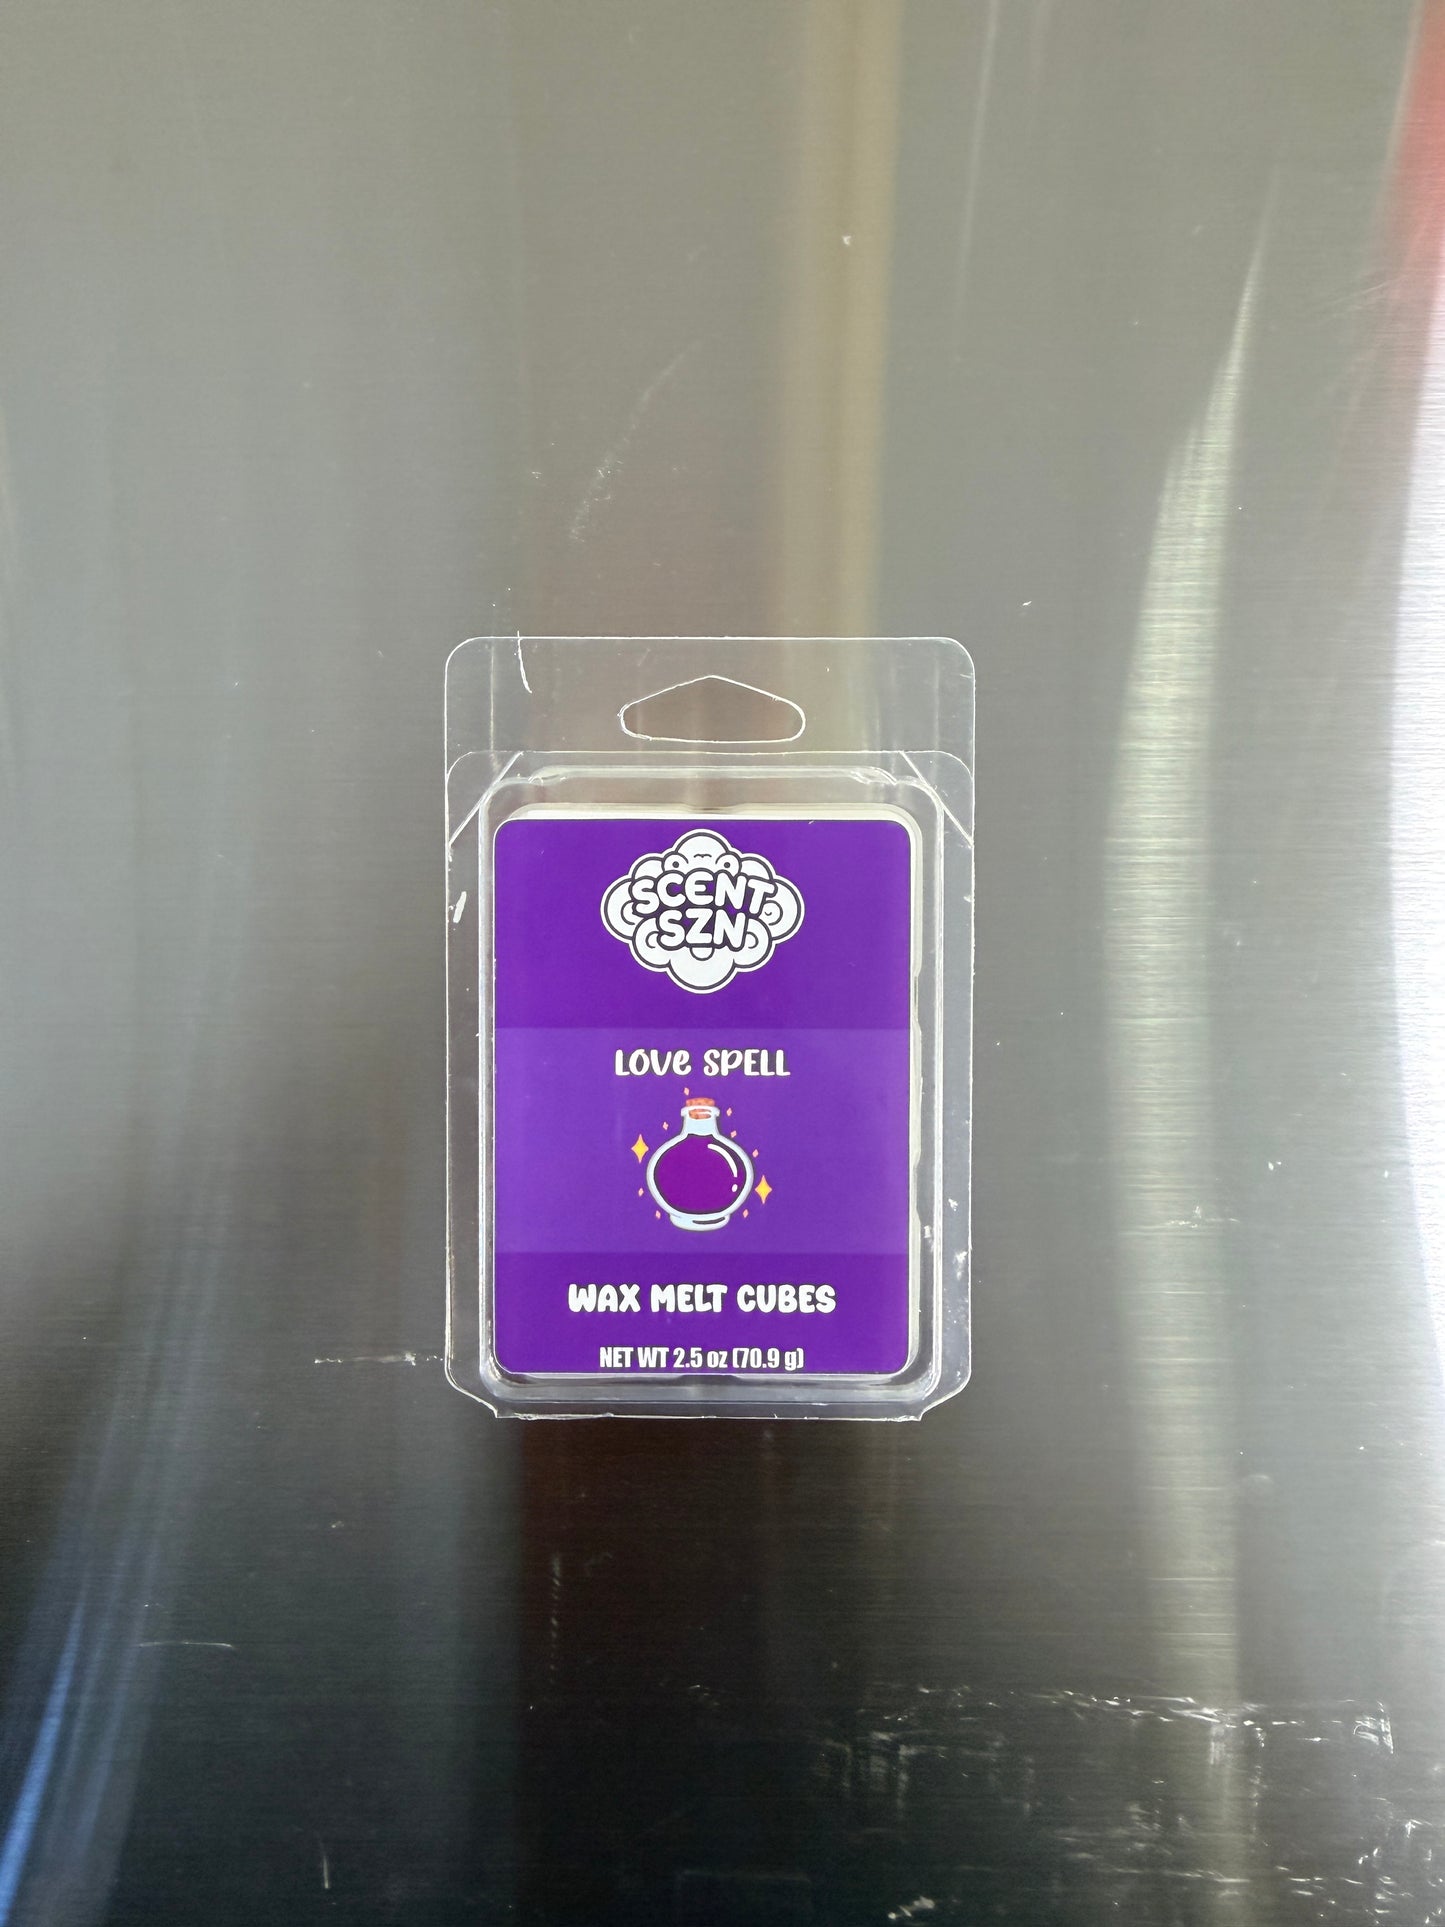 SCENT
SZN
LOVe SPELL
WAX MELT CUBES
NET WT 2.5 oz (70.9 g)